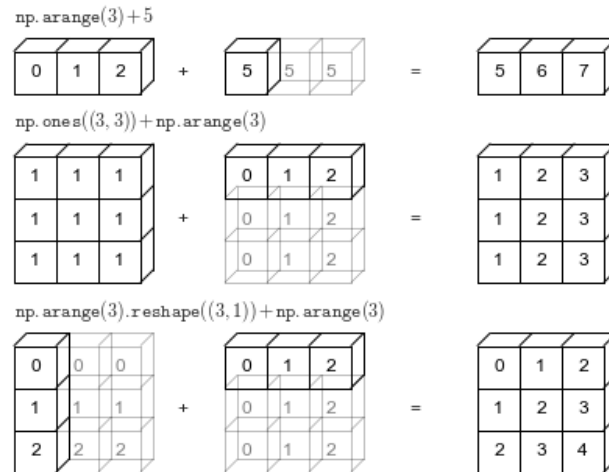 np.arange(3)+5
0 1 2 + 5 5 5 = 5 6 7
np.ones((3,3))+np.arange(3)
1 1 1 0 1 2 1 2 3
1 1 1 + 0 1 2 = 1 2 3
1 1 1 0 1 2 1 2 3
np.arange(3).reshape((3,1))+np.arange(3)
0 0 0 0 1 2 0 1 2
1 1 1 + 0 1 2 = 1 2 3
2 2 2 0 1 2 2 3 4